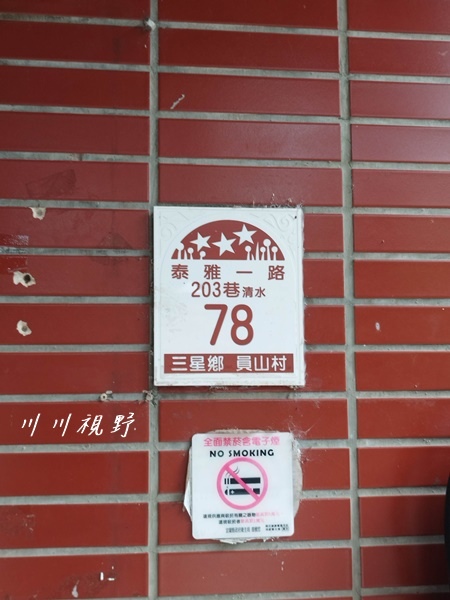 泰雅一路
203巷清水
78
三星鄉 員山村
川川視野
全面禁菸含電子煙
NO SMOKING